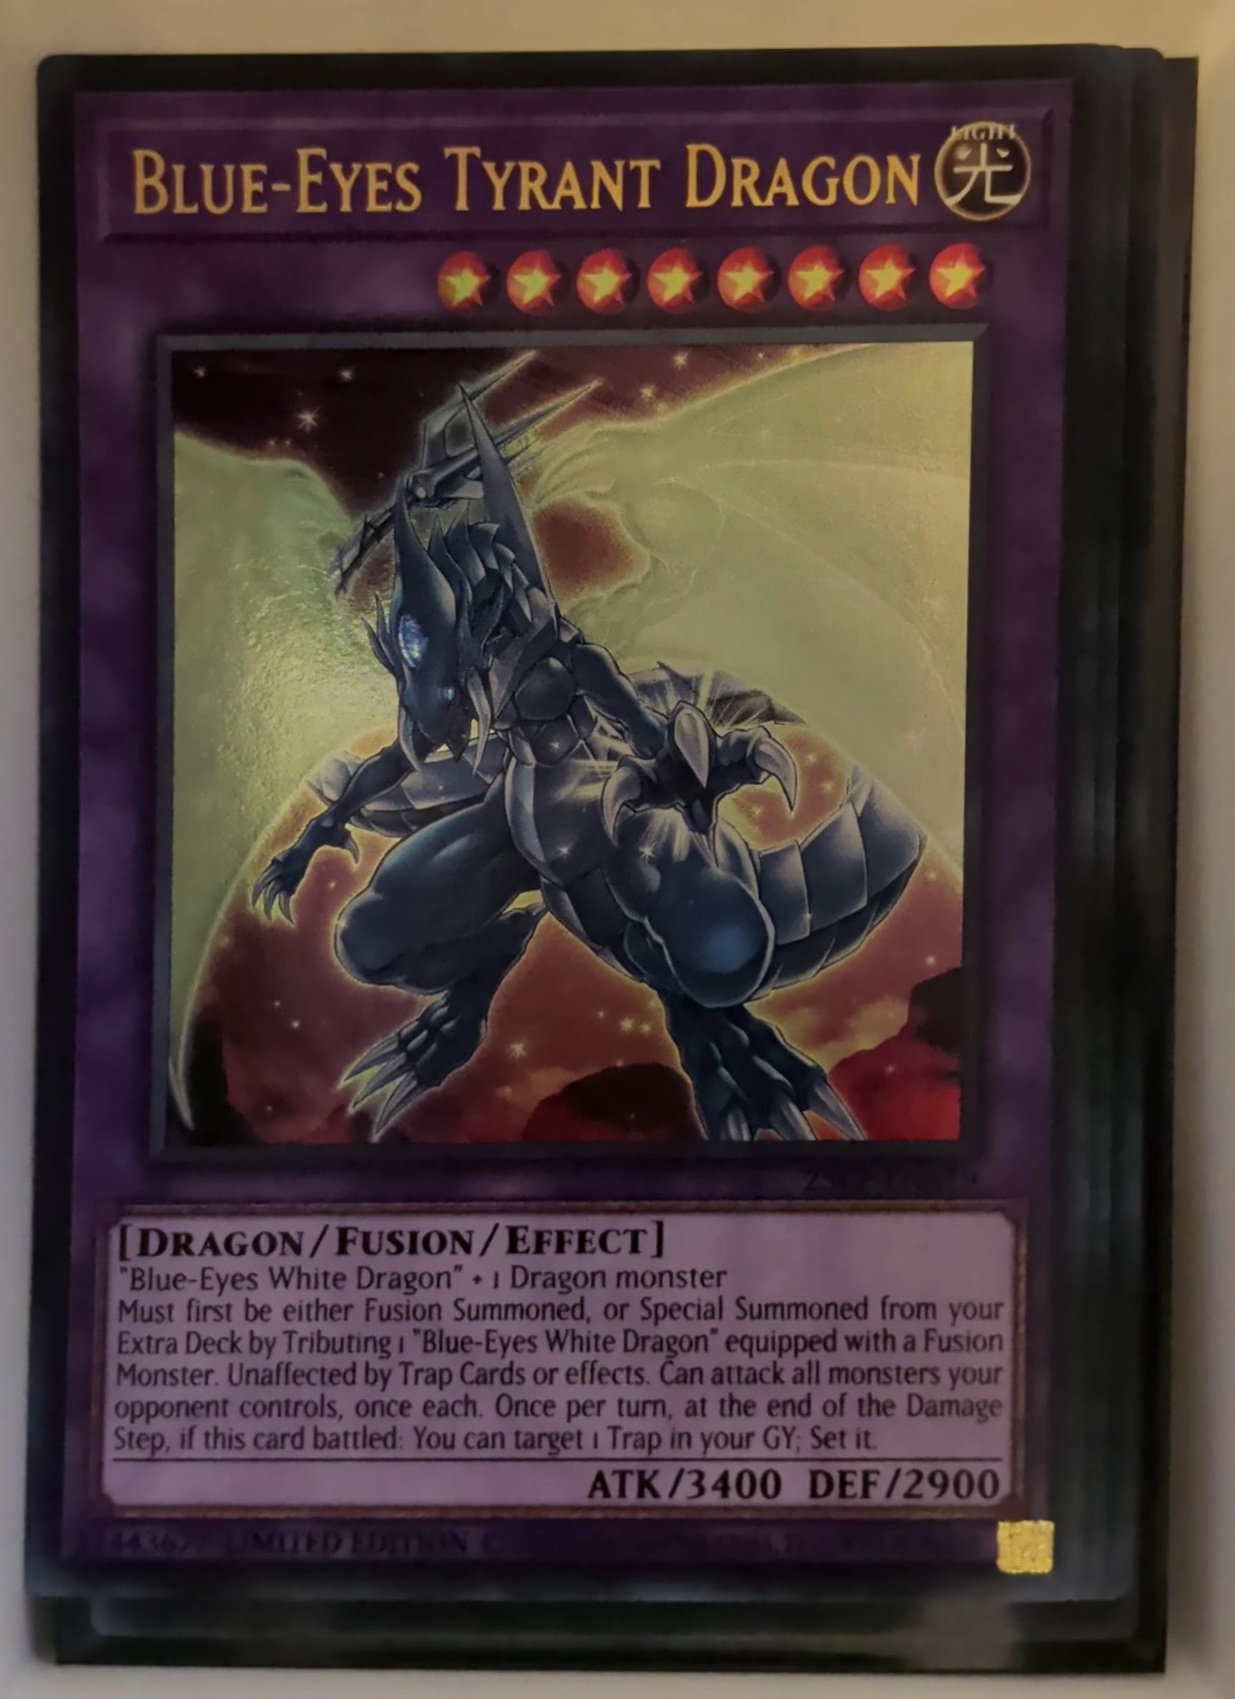 BLUE-EYES TYRANT DRAGON
LIGHT
光
[DRAGON/FUSION/EFFECT]
"Blue-Eyes White Dragon" + 1 Dragon monster
Must first be either Fusion Summoned, or Special Summoned from your
Extra Deck by Tributing 1 "Blue-Eyes White Dragon" equipped with a Fusion
Monster. Unaffected by Trap Cards or effects. Can attack all monsters your
opponent controls, once each. Once per turn, at the end of the Damage
Step, if this card battled: You can target 1 Trap in your GY; Set it.
ATK/3400 DEF/2900
LIMITED EDITION